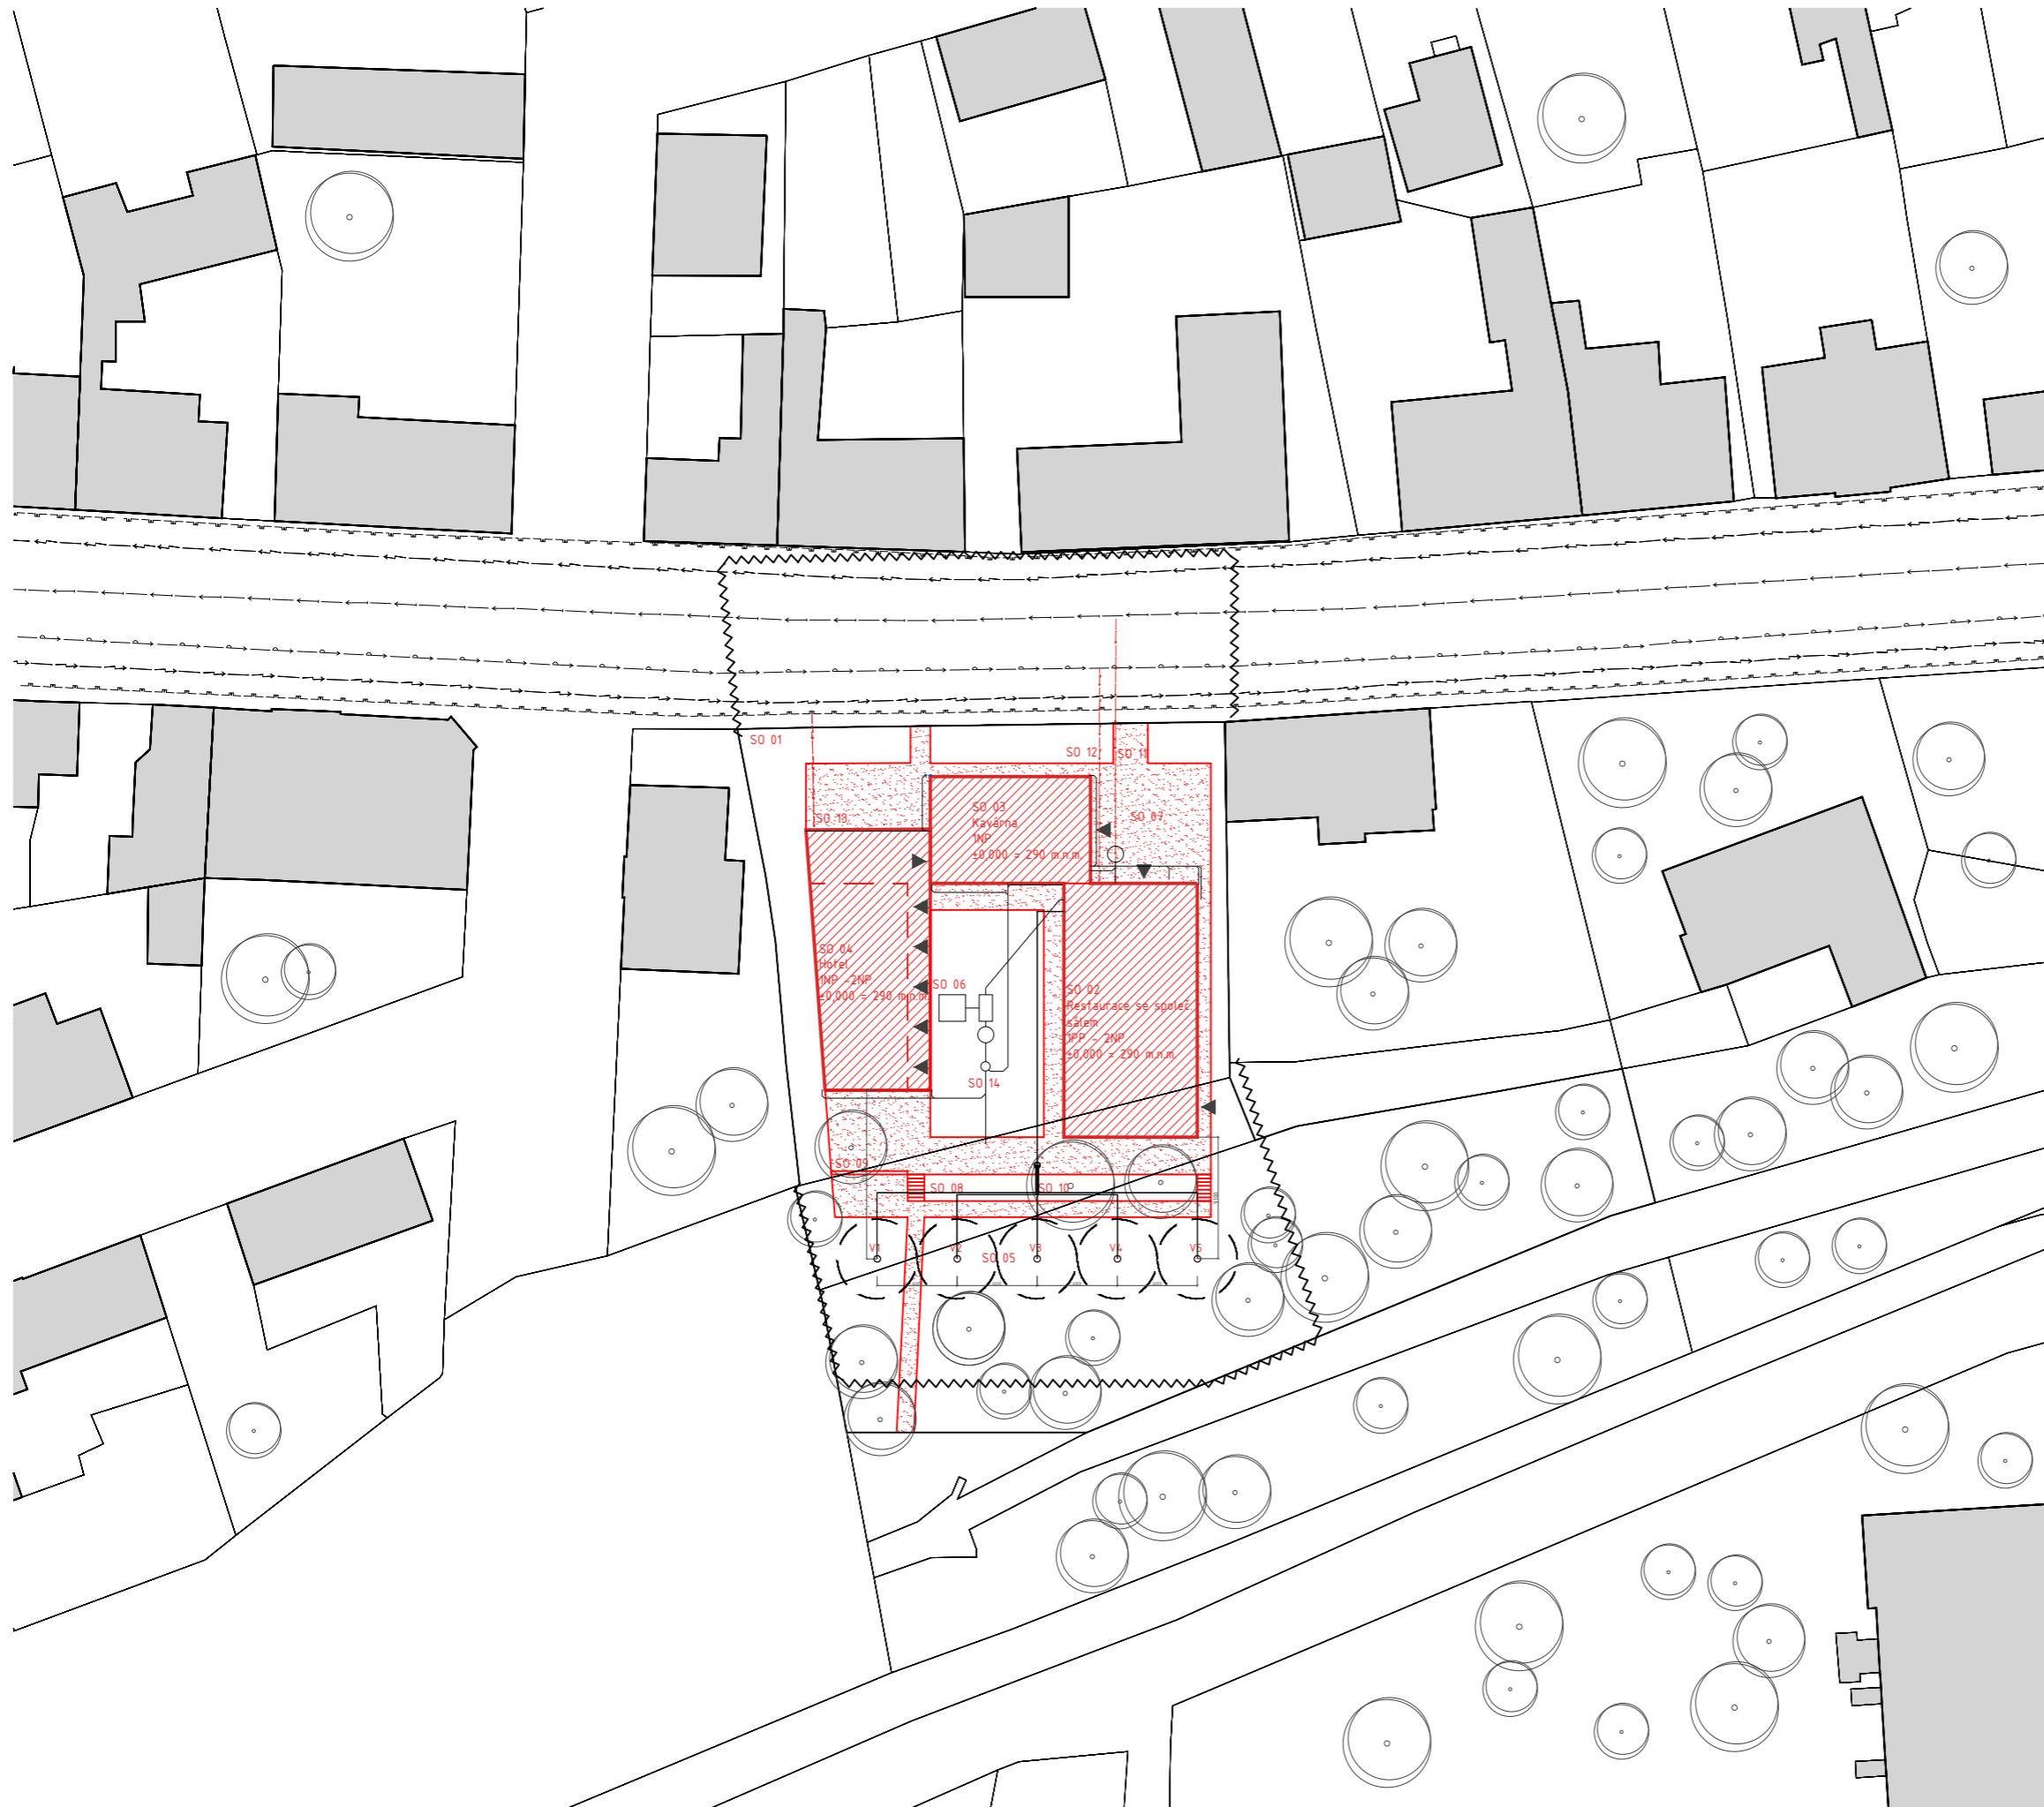 SO 01
SO 12
SO 11
SO 03
Kavárna
1NP
±0,000 = 290 m.n.m.
SO 13
SO 07
SO 04
Hotel
1NP -2NP
±0,000 = 290 m.n.m.
SO 06
SO 02
Restaurace se společ.
sálem
1PP - 2NP
±0,000 = 290 m.n.m.
SO 14
SO 09
SO 08
SO 10
V1
V2
V3
V4
V5
SO 05